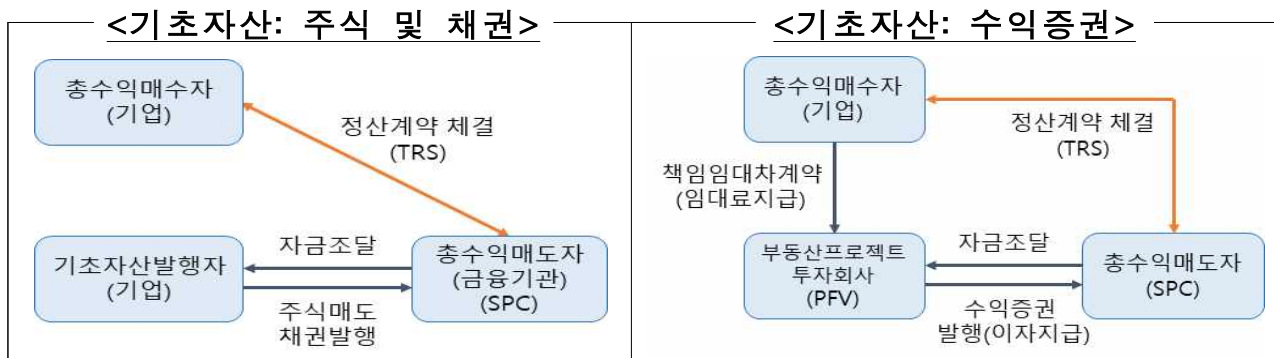 <기초자산: 주식 및 채권>
총수익매수자
(기업)
정산계약 체결
(TRS)
기초자산발행자
(기업)
자금조달
주식매도
채권발행
총수익매도자
(금융기관)
(SPC)
<기초자산: 수익증권>
총수익매수자
(기업)
정산계약 체결
(TRS)
책임임대차계약
(임대료지급)
부동산프로젝트
투자회사
(PFV)
자금조달
수익증권
발행(이자지급)
총수익매도자
(SPC)